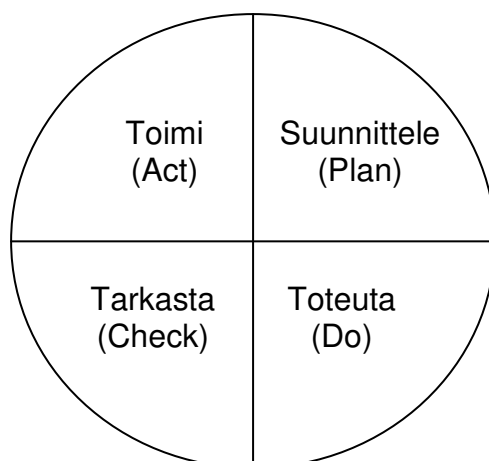 Toimi
(Act)
Suunnittele
(Plan)
Tarkasta
(Check)
Toteuta
(Do)